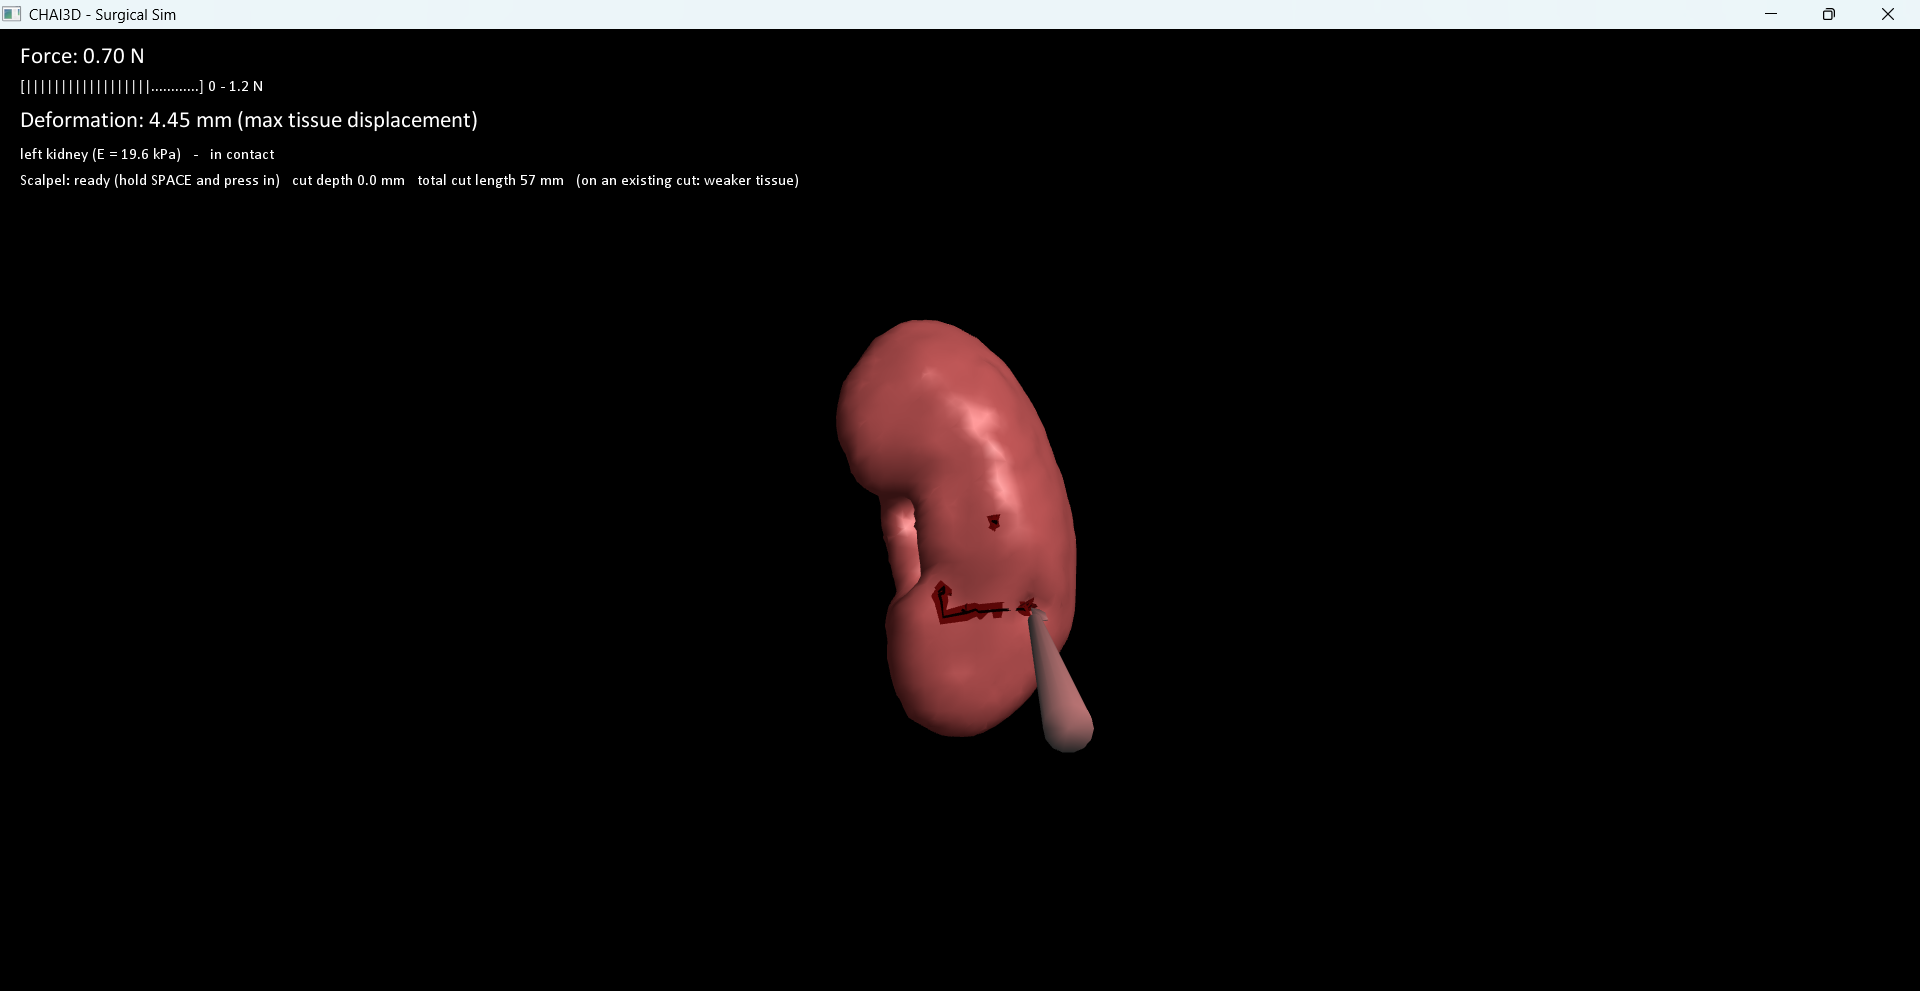 CHAI3D - Surgical Sim
Force: 0.70 N
[|||||||||||||||||||............] 0 - 1.2 N
Deformation: 4.45 mm (max tissue displacement)
left kidney (E = 19.6 kPa)   -   in contact
Scalpel: ready (hold SPACE and press in)   cut depth 0.0 mm   total cut length 57 mm   (on an existing cut: weaker tissue)